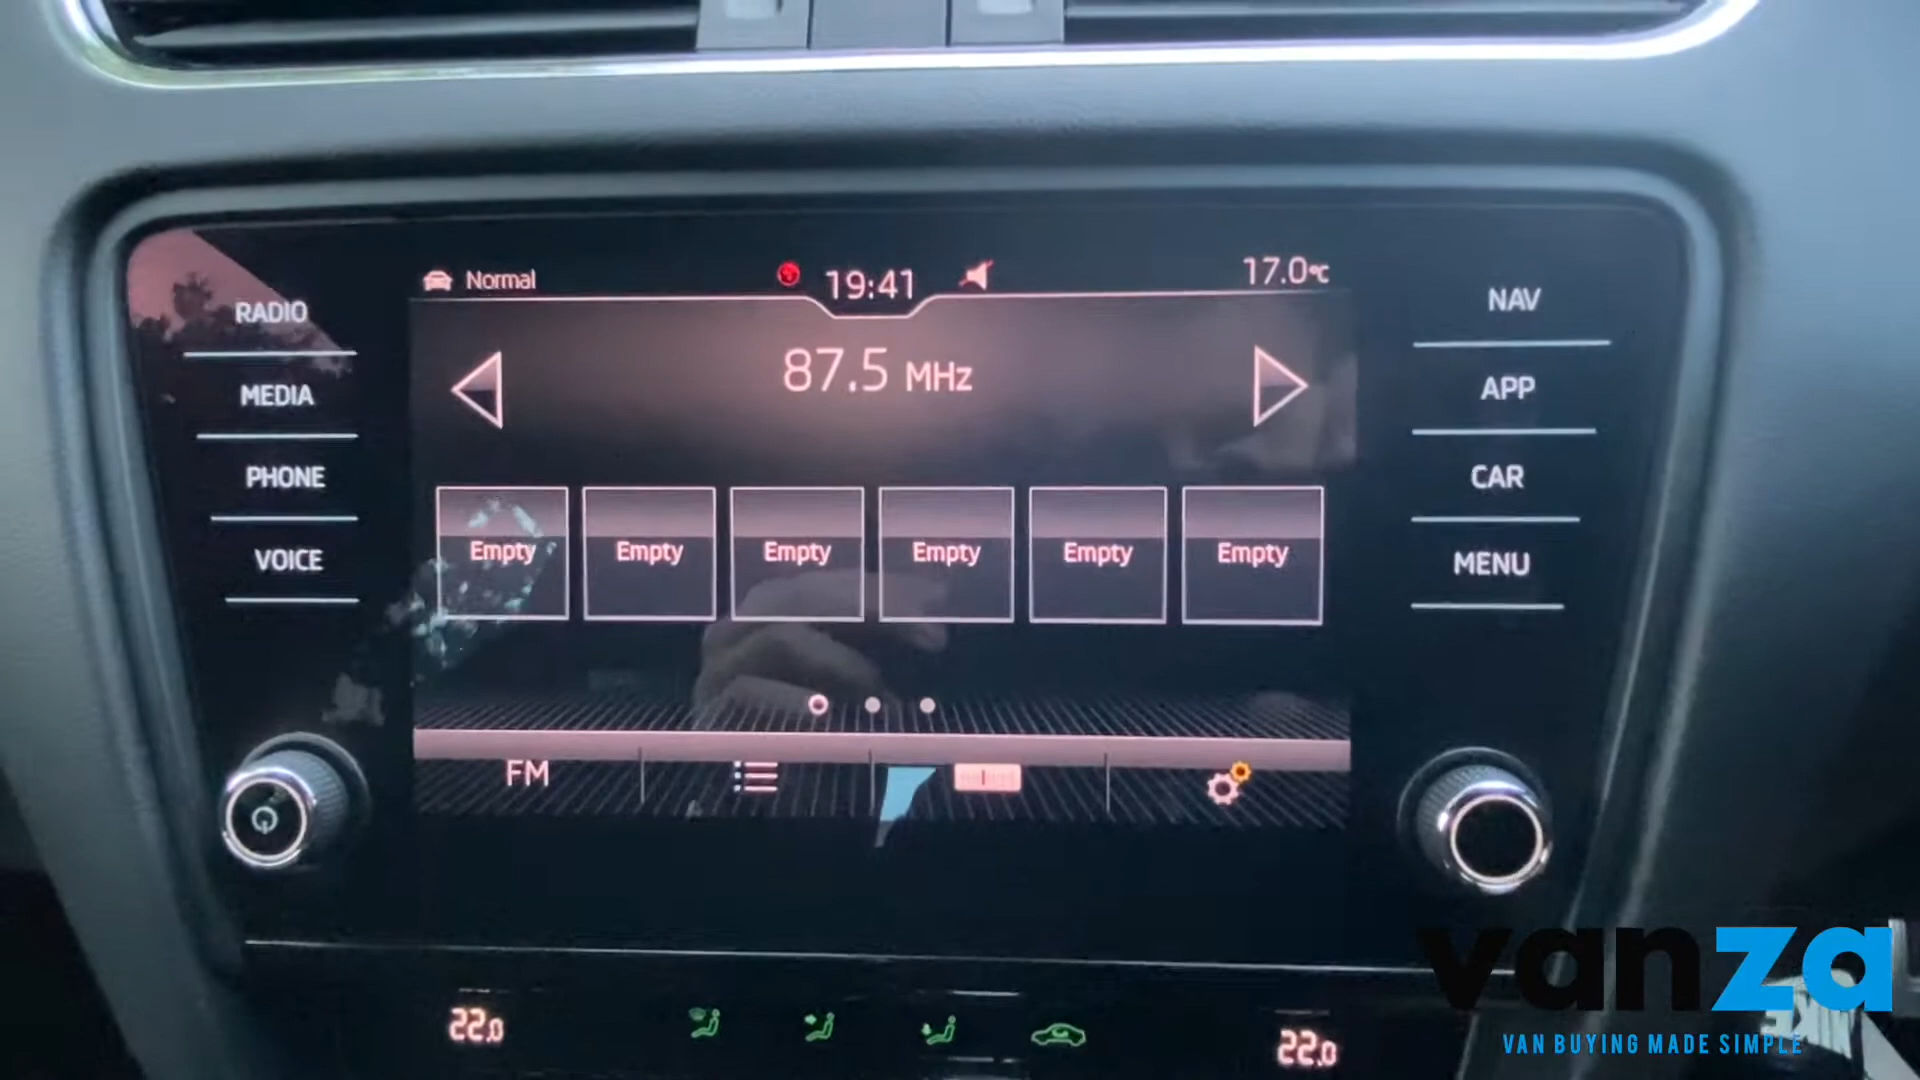 Normal
19:41
17.0°C
RADIO
MEDIA
PHONE
VOICE
87.5 MHz
Empty Empty Empty Empty Empty Empty
FM
NAV
APP
CAR
MENU
22.0
22.0
vanza
VAN BUYING MADE SIMPLE